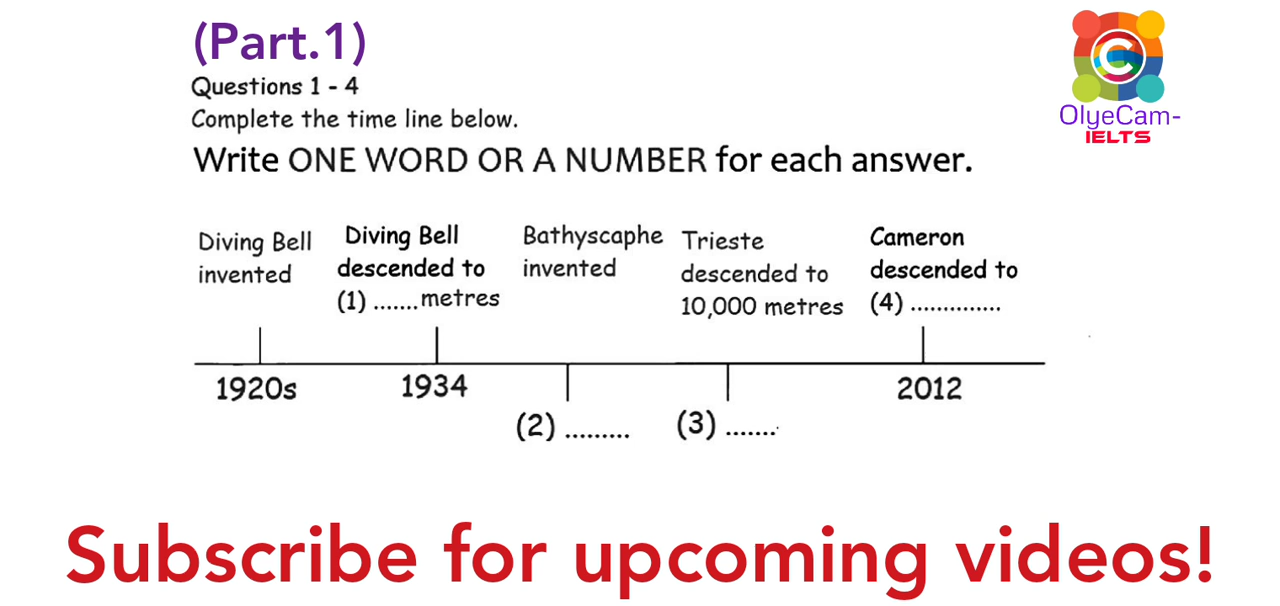 (Part.1)
Questions 1 - 4
Complete the time line below.
Write ONE WORD OR A NUMBER for each answer.
OlyeCam-
IELTS
Diving Bell
invented
Diving Bell
descended to
(1) .......metres
Bathyscaphe
invented
Trieste
descended to
10,000 metres
Cameron
descended to
(4) ..............
1920s
1934
(2) .........
(3) .......
2012
Subscribe for upcoming videos!